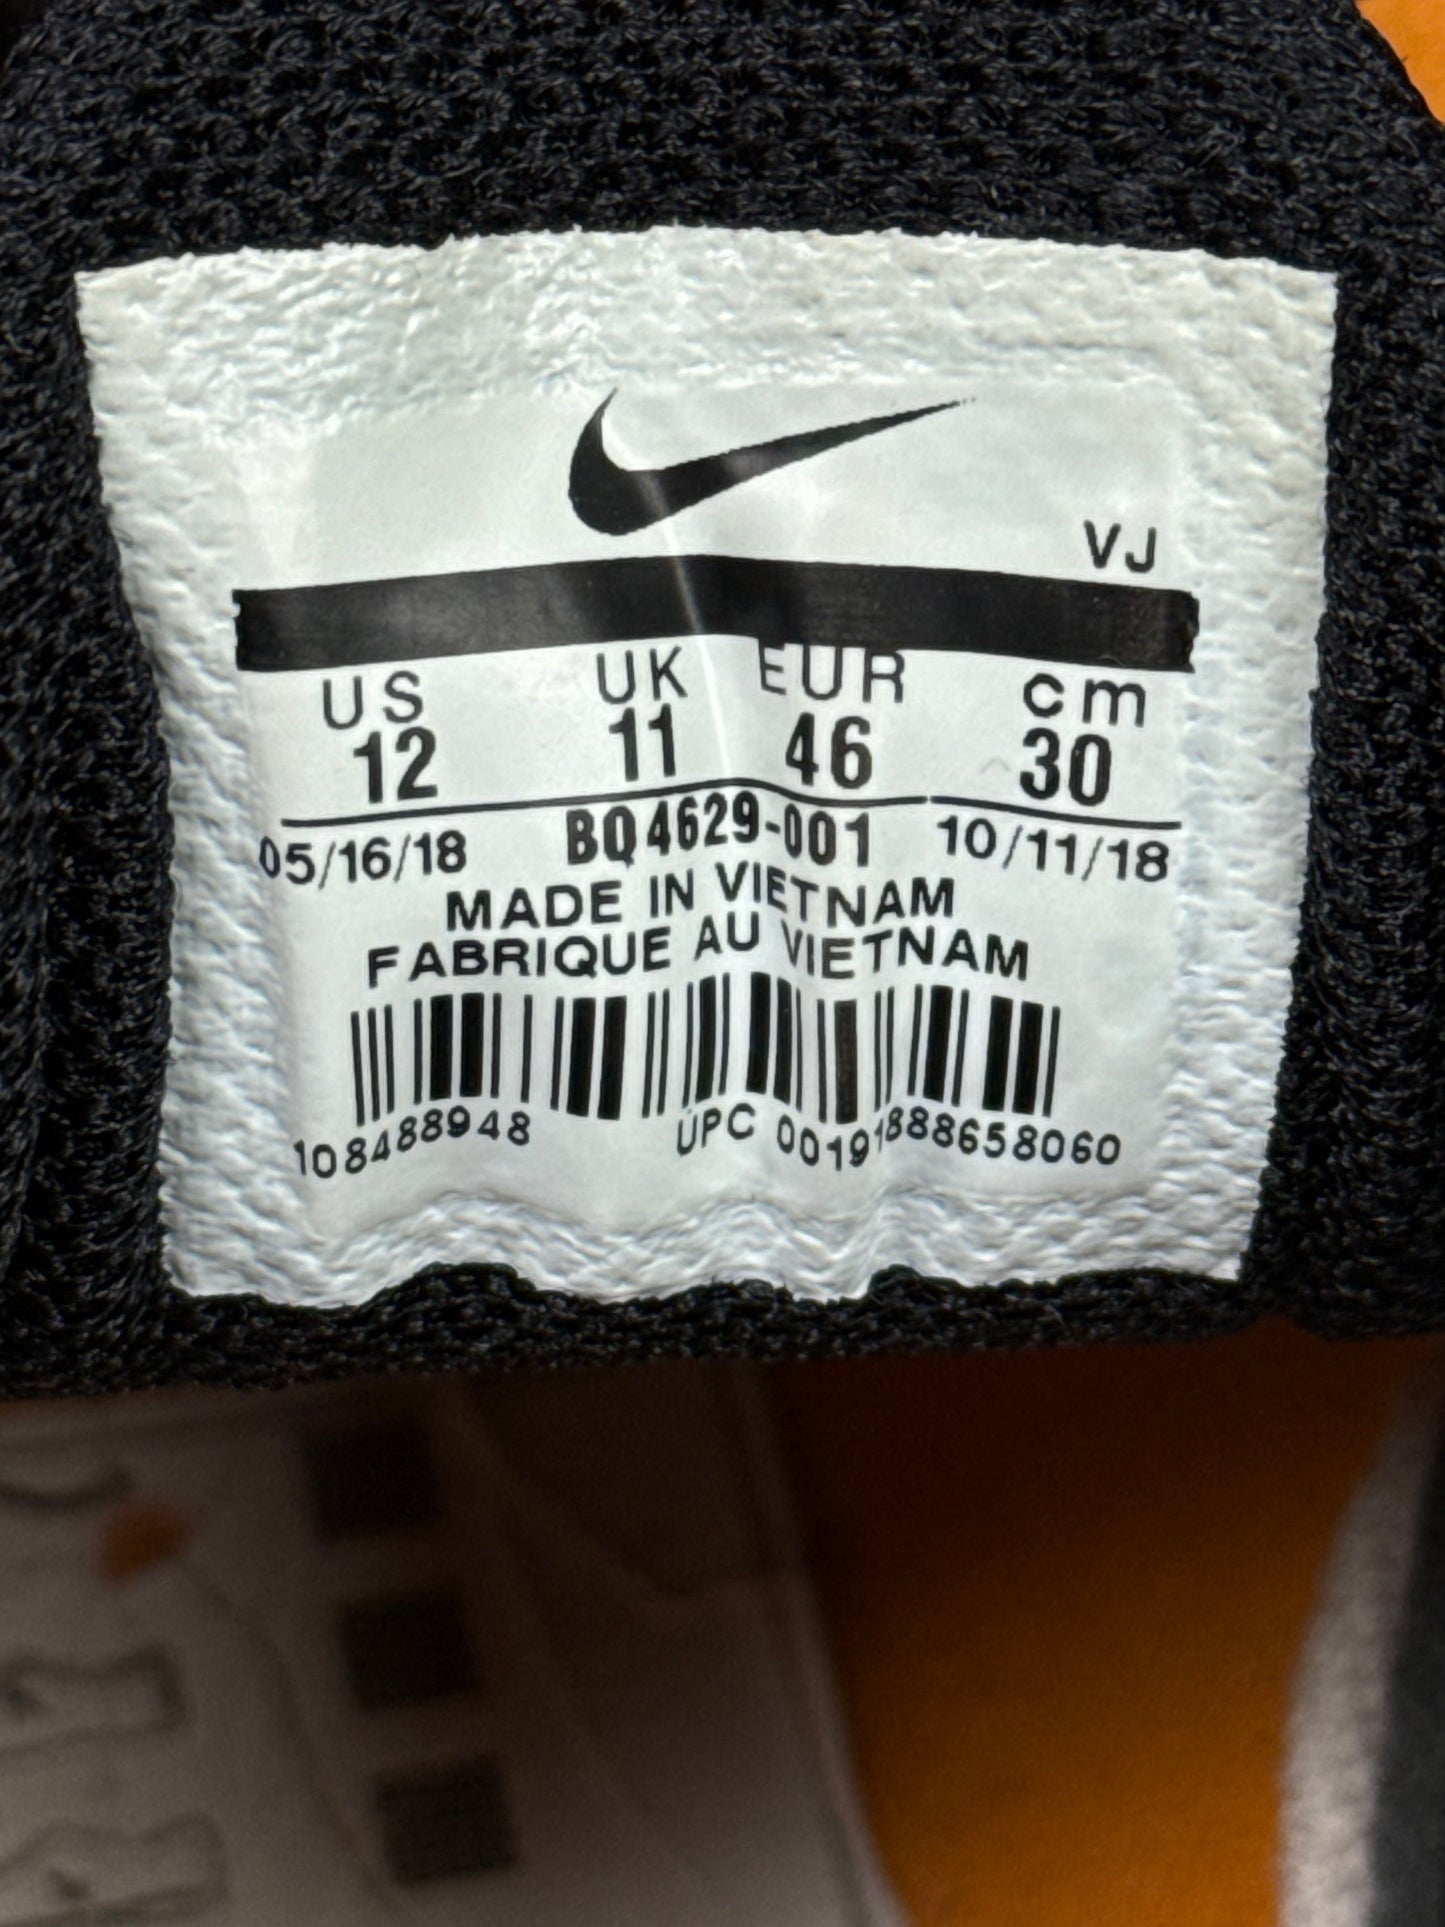 VJ
US UK EUR cm
12 11 46 30
05/16/18 BQ4629-001 10/11/18
MADE IN VIETNAM
FABRIQUE AU VIETNAM
108488948 UPC 00191888658060